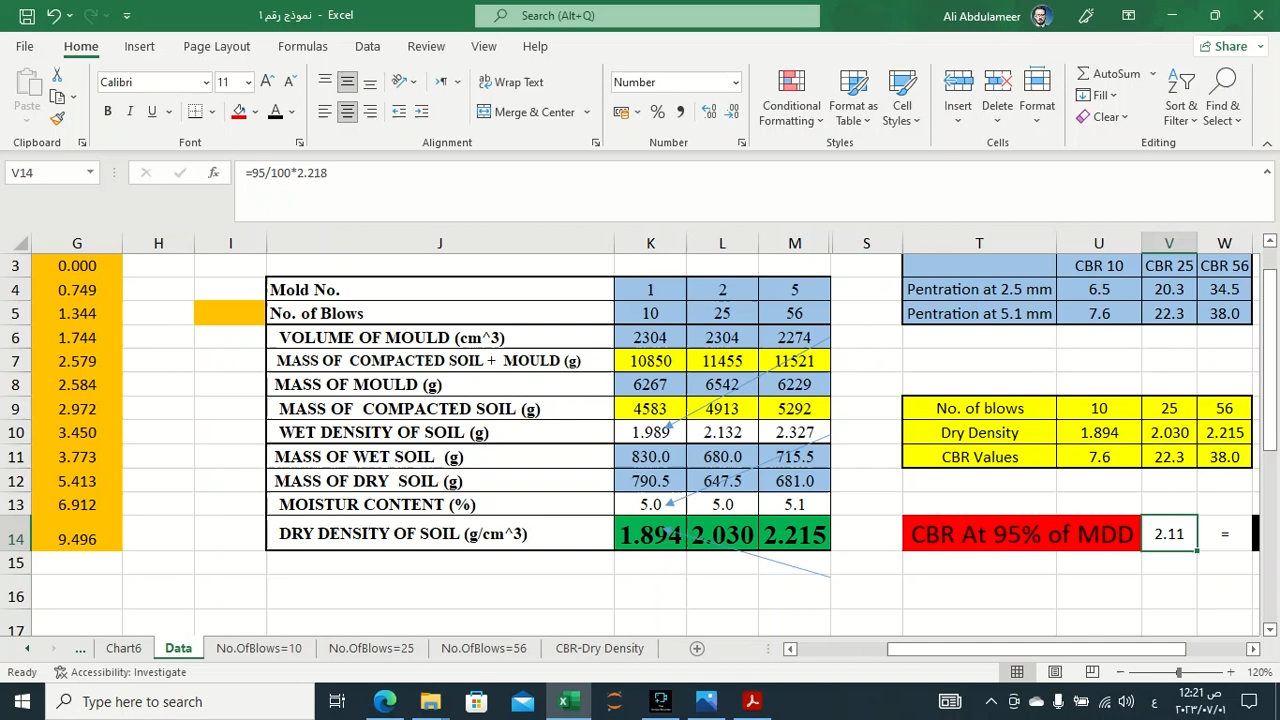 نموذج رقم ١ - Excel
Search (Alt+Q)
Ali Abdulameer
File Home Insert Page Layout Formulas Data Review View Help
Share
Paste
Calibri 11
B I U
Wrap Text
Merge & Center
Number
Conditional Formatting
Format as Table
Cell Styles
Insert Delete Format
AutoSum
Fill
Clear
Sort & Filter
Find & Select
Clipboard Font Alignment Number Styles Cells Editing
V14 fx =95/100*2.218
G H I J K L M S T U V W
3 0.000 CBR 10 CBR 25 CBR 56
4 0.749 Mold No. 1 2 5 Pentration at 2.5 mm 6.5 20.3 34.5
5 1.344 No. of Blows 10 25 56 Pentration at 5.1 mm 7.6 22.3 38.0
6 1.744 VOLUME OF MOULD (cm^3) 2304 2304 2274
7 2.579 MASS OF COMPACTED SOIL + MOULD (g) 10850 11455 11521
8 2.584 MASS OF MOULD (g) 6267 6542 6229
9 2.972 MASS OF COMPACTED SOIL (g) 4583 4913 5292 No. of blows 10 25 56
10 3.450 WET DENSITY OF SOIL (g) 1.989 2.132 2.327 Dry Density 1.894 2.030 2.215
11 3.773 MASS OF WET SOIL (g) 830.0 680.0 715.5 CBR Values 7.6 22.3 38.0
12 5.413 MASS OF DRY SOIL (g) 790.5 647.5 681.0
13 6.912 MOISTUR CONTENT (%) 5.0 5.0 5.1
14 9.496 DRY DENSITY OF SOIL (g/cm^3) 1.894 2.030 2.215 CBR At 95% of MDD 2.11 =
15
16
17
... Chart6 Data No.OfBlows=10 No.OfBlows=25 No.OfBlows=56 CBR-Dry Density
Ready Accessibility: Investigate 120%
Type here to search
ع
12:21 ص
٢٠٢٣/٠٧/٠١